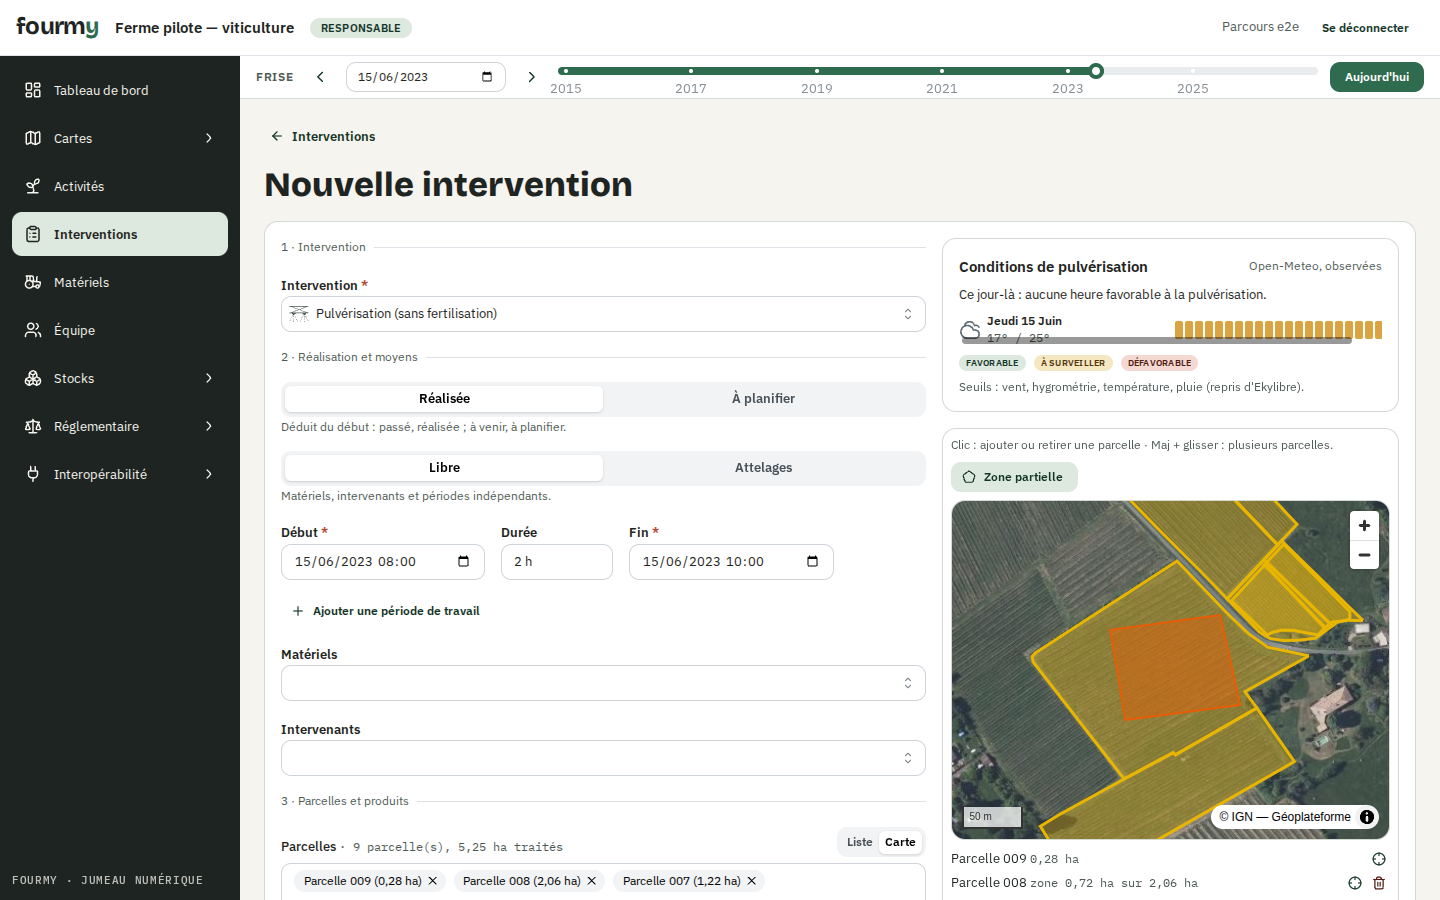 fourmy
Ferme pilote — viticulture
RESPONSABLE
Parcours e2e
Se déconnecter
FRISE
15/06/2023
2015
2017
2019
2021
2023
2025
Aujourd'hui
Tableau de bord
Cartes
Activités
Interventions
Matériels
Équipe
Stocks
Réglementaire
Interopérabilité
FOURMY · JUMEAU NUMÉRIQUE
Interventions
Nouvelle intervention
1 · Intervention
Intervention *
Pulvérisation (sans fertilisation)
2 · Réalisation et moyens
Réalisée
À planifier
Déduit du début : passé, réalisée ; à venir, à planifier.
Libre
Attelages
Matériels, intervenants et périodes indépendants.
Début *
Durée
Fin *
15/06/2023 08:00
2 h
15/06/2023 10:00
Ajouter une période de travail
Matériels
Intervenants
3 · Parcelles et produits
Parcelles · 9 parcelle(s), 5,25 ha traités
Liste
Carte
Parcelle 009 (0,28 ha)
Parcelle 008 (2,06 ha)
Parcelle 007 (1,22 ha)
Conditions de pulvérisation
Open-Meteo, observées
Ce jour-là : aucune heure favorable à la pulvérisation.
Jeudi 15 Juin
17° / 25°
FAVORABLE
À SURVEILLER
DÉFAVORABLE
Seuils : vent, hygrométrie, température, pluie (repris d'Ekylibre).
Clic : ajouter ou retirer une parcelle · Maj + glisser : plusieurs parcelles.
Zone partielle
50 m
© IGN — Géoplateforme
Parcelle 009 0,28 ha
Parcelle 008 zone 0,72 ha sur 2,06 ha